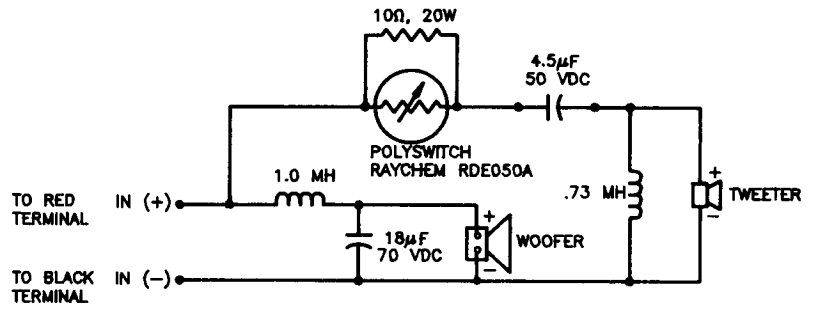 10Ω, 20W
4.5µF
50 VDC
POLYSWITCH
RAYCHEM RDE050A
1.0 MH
.73 MH
+
TWEETER
−
TO RED
TERMINAL
IN (+)
+
18µF
70 VDC
WOOFER
−
TO BLACK
TERMINAL
IN (−)